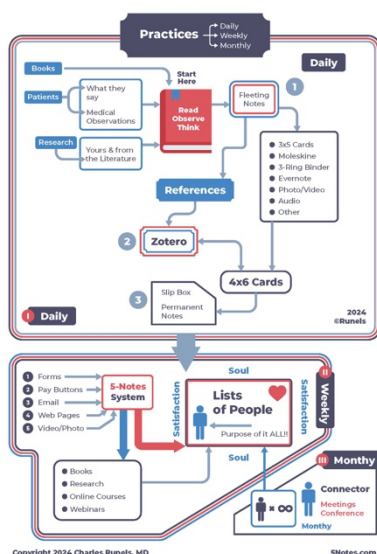 Practices
Daily
Weekly
Monthly
Daily
Books
Start
Here
Patients
What they
say
Medical
Observations
Read
Observe
Think
Fleeting
Notes
1
Research
Yours & from
the Literature
3x5 Cards
Moleskine
3-Ring Binder
Evernote
Photo/Video
Audio
Other
References
2
Zotero
4x6 Cards
3
Slip Box
Permanent
Notes
I Daily
2024
©Runels
1 Forms
2 Pay Buttons
3 Email
4 Web Pages
5 Video/Photo
5-Notes
System
Soul
Satisfaction
Lists
of People
Purpose of it ALL!!
Satisfaction
Soul
II Weekly
Books
Research
Online Courses
Webinars
III Monthy
× ∞
Connector
Meetings
Conference
Monthy
Copyright 2024 Charles Runels, MD
5Notes.com